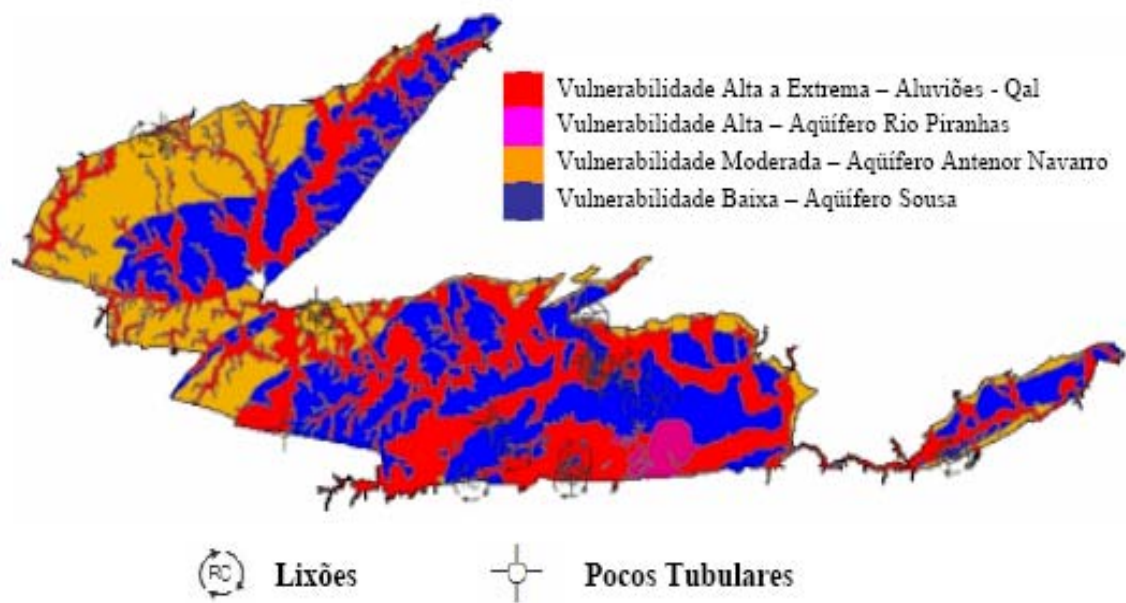 Vulnerabilidade Alta a Extrema – Aluviões - Qal
Vulnerabilidade Alta – Aqüífero Rio Piranhas
Vulnerabilidade Moderada – Aqüífero Antenor Navarro
Vulnerabilidade Baixa – Aqüífero Sousa
RC Lixões Pocos Tubulares